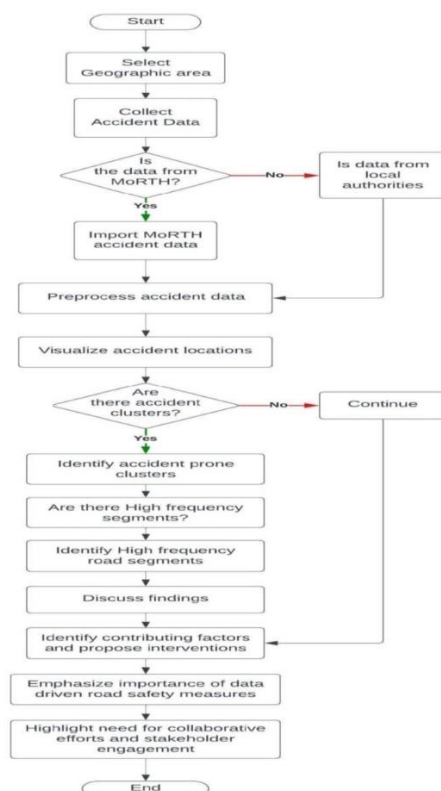 Start
Select
Geographic area
Collect
Accident Data
Is
the data from
MoRTH?
No
Is data from
local
authorities
Yes
Import MoRTH
accident data
Preprocess accident data
Visualize accident locations
Are
there accident
clusters?
No
Continue
Yes
Identify accident prone
clusters
Are there High frequency
segments?
Identify High frequency
road segments
Discuss findings
Identify contributing factors
and propose interventions
Emphasize importance of data
driven road safety measures
Highlight need for collaborative
efforts and stakeholder
engagement
End